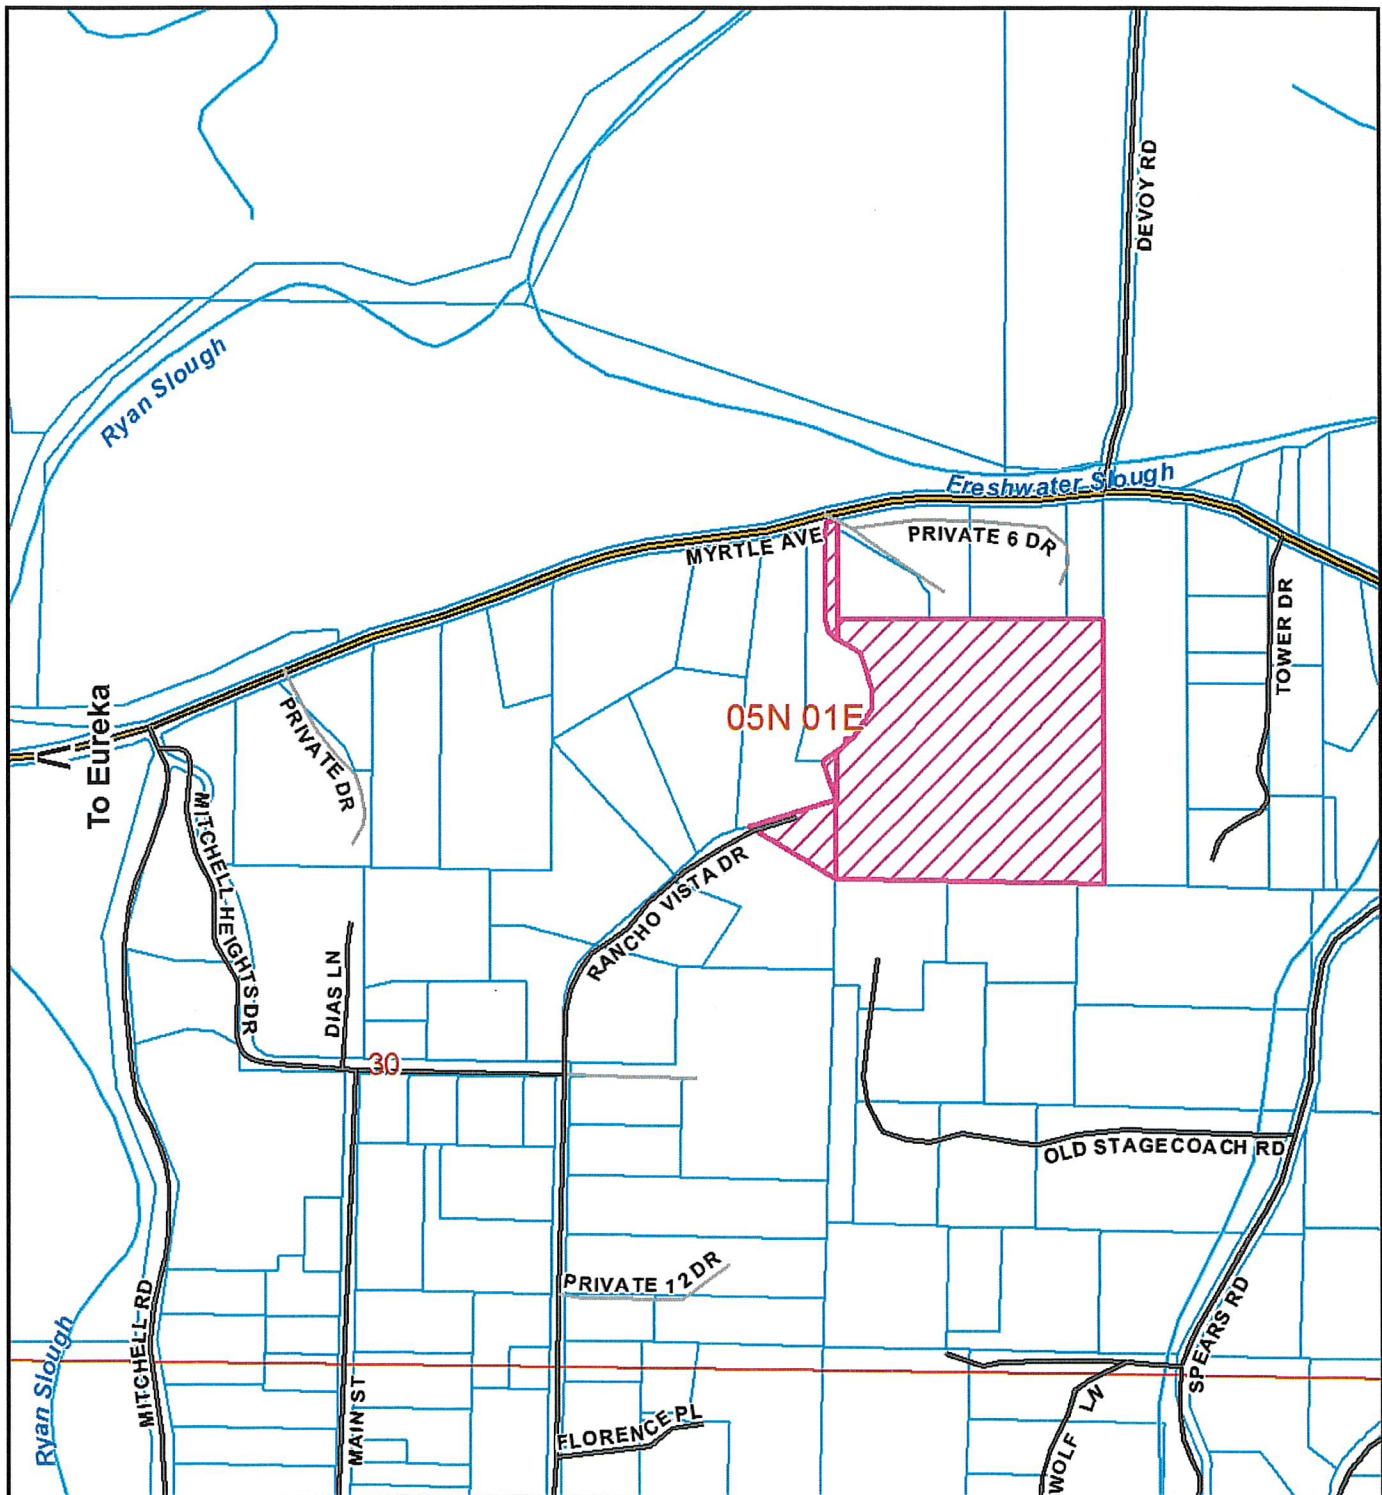 DEVOY RD
Ryan Slough
Freshwater Slough
MYRTLE AVE
PRIVATE 6 DR
TOWER DR
05N 01E
To Eureka
PRIVATE DR
MITCHELL HEIGHTS DR
RANCHO VISTA DR
DIAS LN
30
OLD STAGECOACH RD
PRIVATE 12 DR
SPEARS RD
MITCHELL RD
Ryan Slough
MAIN ST
FLORENCE PL
WOLF LN